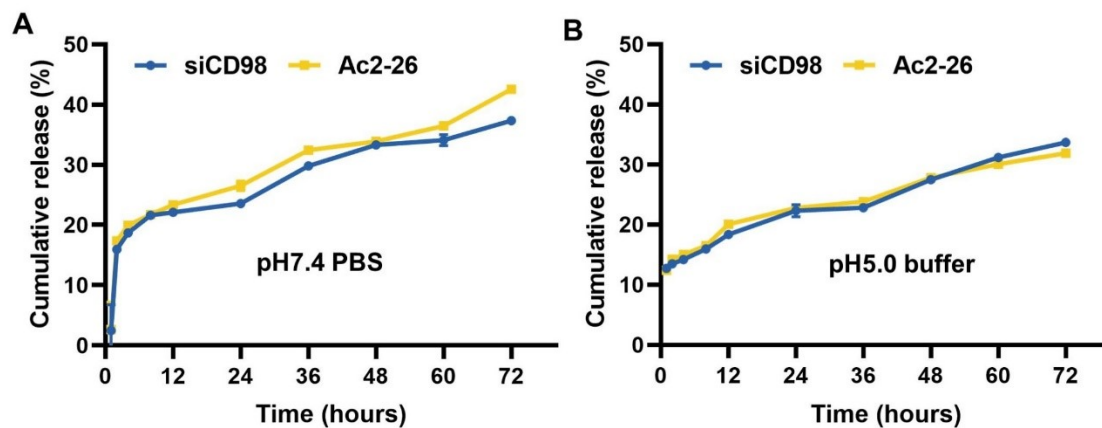 A
50
40
30
20
10
0
Cumulative release (%)
siCD98 Ac2-26
pH7.4 PBS
0 12 24 36 48 60 72
Time (hours)
B
50
40
30
20
10
0
Cumulative release (%)
siCD98 Ac2-26
pH5.0 buffer
0 12 24 36 48 60 72
Time (hours)